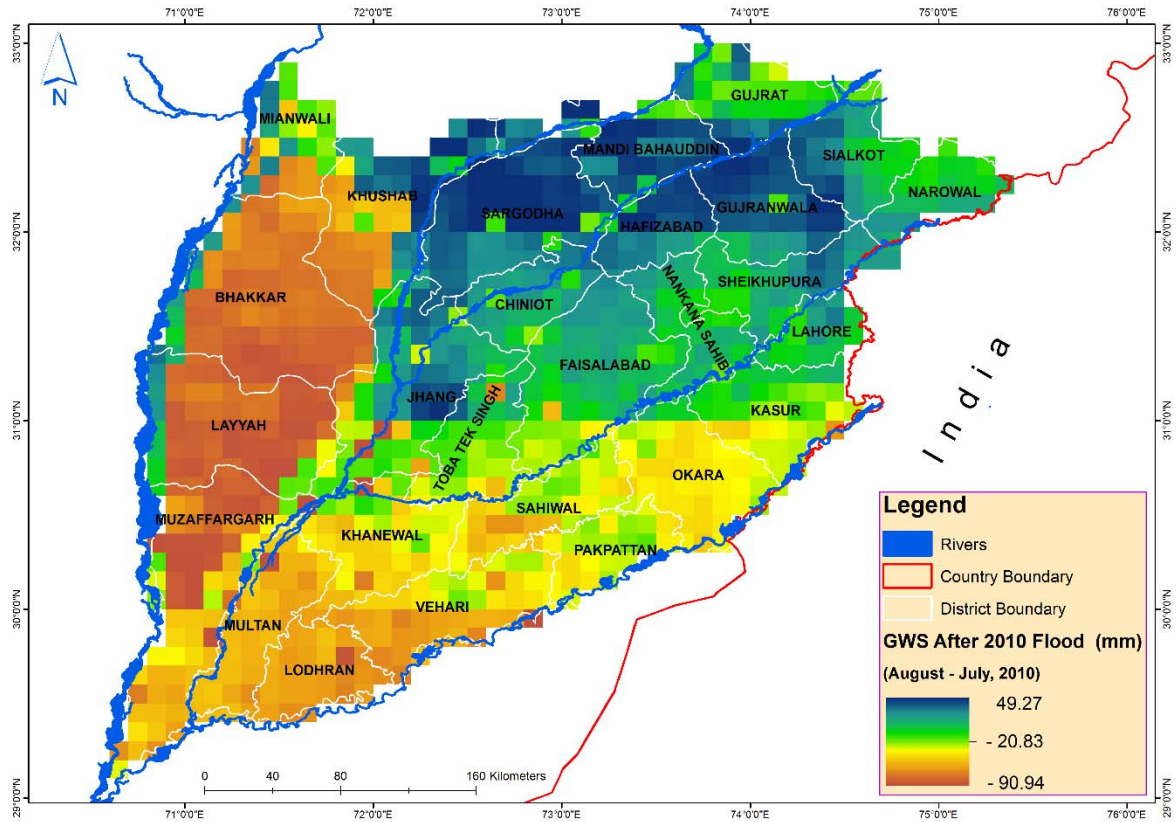 71°0'0"E 72°0'0"E 73°0'0"E 74°0'0"E 75°0'0"E 76°0'0"E
33°0'0"N 33°0'0"N
N
GUJRAT
MIANWALI
MANDI BAHAUDDIN
SIALKOT
NAROWAL
KHUSHAB
SARGODHA
GUJRANWALA
HAFIZABAD
32°0'0"N 32°0'0"N
BHAKKAR
NANKANA SAHIB
SHEIKHUPURA
CHINIOT
LAHORE
FAISALABAD
India
JHANG
TOBA TEK SINGH
KASUR
31°0'0"N 31°0'0"N
LAYYAH
OKARA
MUZAFFARGARH
SAHIWAL
KHANEWAL
PAKPATTAN
30°0'0"N 30°0'0"N
VEHARI
MULTAN
LODHRAN
Legend
Rivers
Country Boundary
District Boundary
GWS After 2010 Flood (mm)
(August - July, 2010)
49.27
- 20.83
- 90.94
0 40 80 160 Kilometers
29°0'0"N 29°0'0"N
71°0'0"E 72°0'0"E 73°0'0"E 74°0'0"E 75°0'0"E 76°0'0"E